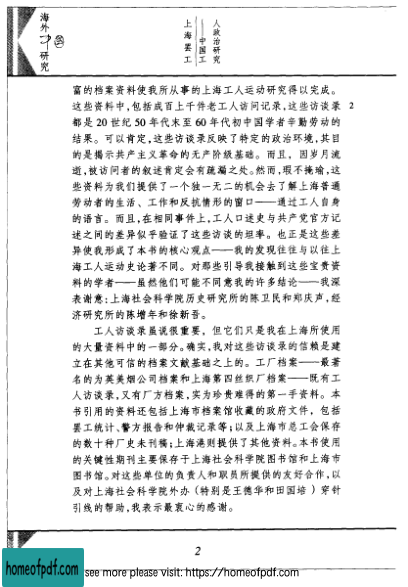 海外中国研究
上海罢工
——中国工
人政治研究
富的档案资料使我所从事的上海工人运动研究得以完成。
这些资料中，包括成百上千件老工人访问记录，这些访谈录 2
都是 20 世纪 50 年代末至 60 年代初中国学者辛勤劳动的
结果。可以肯定，这些访谈录反映了特定的政治环境，其目
的是揭示共产主义革命的无产阶级基础。而且，因岁月流
逝，被访问者的叙述肯定会有疏漏之处。然而，瑕不掩瑜，这
些资料为我们提供了一个独一无二的机会去了解上海普通
劳动者的生活、工作和反抗情形的窗口——通过工人自身
的语言。而且，在相同事件上，工人口述史与共产党官方记
述之间的差异似乎验证了这些访谈的坦率。也正是这些差
异使我形成了本书的核心观点——我的发现往往与以往上
海工人运动史论著不同。对那些引导我接触到这些宝贵资
料的学者——虽然他们可能不同意我的许多结论——我深
表谢意：上海社会科学院历史研究所的陈卫民和郑庆声，经
济研究所的陈增年和徐新吾。
工人访谈录虽说很重要，但它们只是我在上海所使用
的大量资料中的一部分。确实，我对这些访谈录的信赖是建
立在其他可信的档案文献基础之上的。工厂档案——最著
名的为英美烟公司档案和上海第四丝织厂档案——既有工
人访谈录，又有厂方档案，实为珍贵难得的第一手资料。本
书引用的资料还包括上海市档案馆收藏的政府文件，包括
罢工统计、警方报告和仲裁记录等；以及上海市总工会保存
的数十种厂史未刊稿；上海港则提供了其他资料。本书使用
的关键性期刊主要保存于上海社会科学院图书馆和上海市
图书馆。对这些单位的负责人和职员所提供的友好合作，以
及对上海社会科学院外办（特别是王德华和田国培）穿针
引线的帮助，我表示最衷心的感谢。
2
homeofpdf.com
see more please visit: https://homeofpdf.com